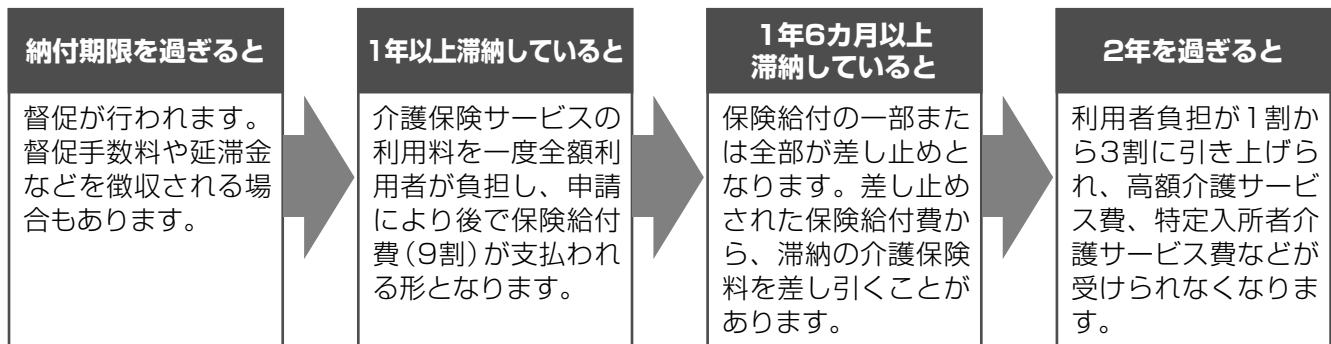 納付期限を過ぎると
督促が行われます。
督促手数料や延滞金
などを徴収される場
合もあります。
1年以上滞納していると
介護保険サービスの
利用料を一度全額利
用者が負担し、申請
により後で保険給付
費(9割)が支払われ
る形となります。
1年6カ月以上
滞納していると
保険給付の一部また
は全部が差し止めと
なります。差し止め
された保険給付費か
ら、滞納の介護保険
料を差し引くことが
あります。
2年を過ぎると
利用者負担が1割か
ら3割に引き上げら
れ、高額介護サービ
ス費、特定入所者介
護サービス費などが
受けられなくなりま
す。